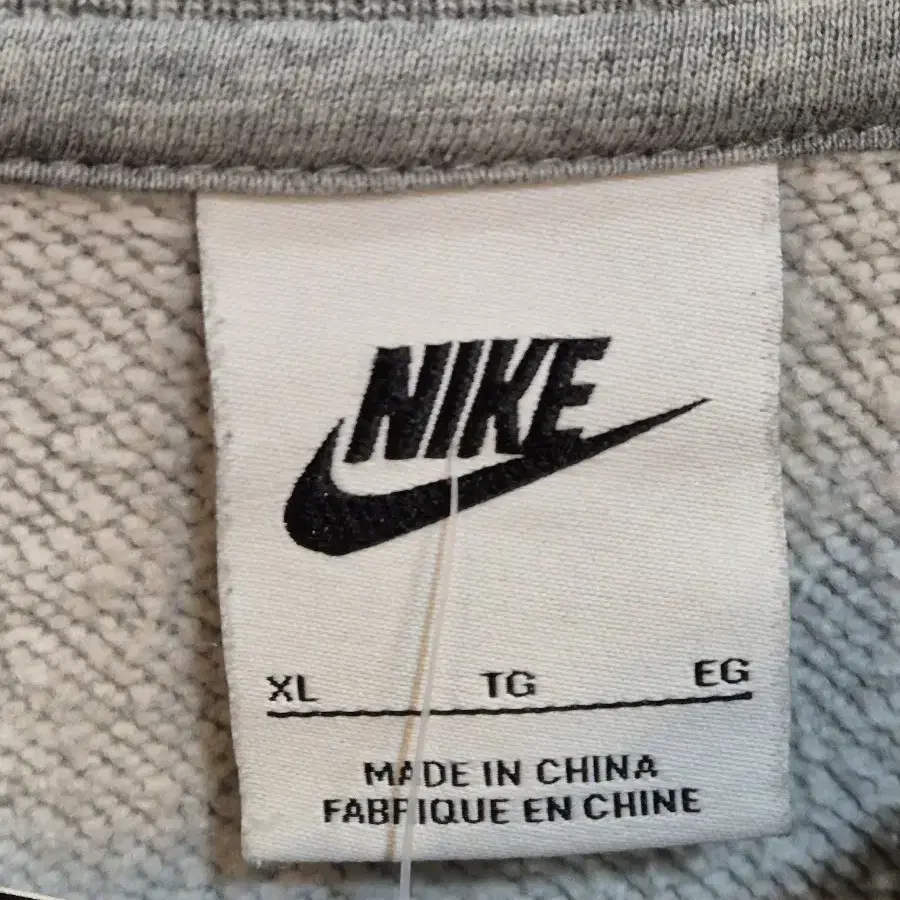 NIKE
XL TG EG
MADE IN CHINA
FABRIQUE EN CHINE